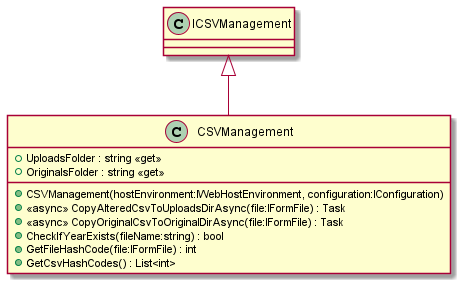 C ICSVManagement
C CSVManagement
UploadsFolder : string «get»
OriginalsFolder : string «get»
CSVManagement(hostEnvironment:IWebHostEnvironment, configuration:IConfiguration)
«async» CopyAlteredCsvToUploadsDirAsync(file:IFormFile) : Task
«async» CopyOriginalCsvToOriginalDirAsync(file:IFormFile) : Task
CheckIfYearExists(fileName:string) : bool
GetFileHashCode(file:IFormFile) : int
GetCsvHashCodes() : List<int>